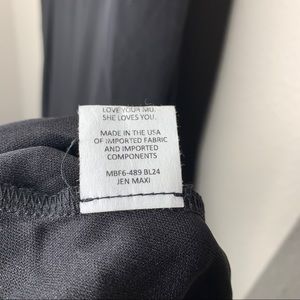 LOVE YOUR MU.
SHE LOVES YOU.
MADE IN THE USA
OF IMPORTED FABRIC
AND IMPORTED
COMPONENTS
MBF6-489 BL24
JEN MAXI